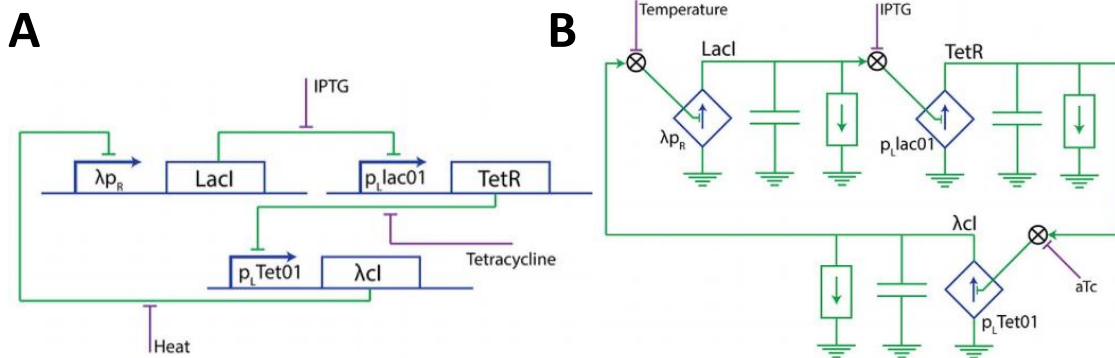 A
IPTG
λpR
LacI
pLlac01
TetR
Tetracycline
pLTet01
λcI
Heat
B
Temperature
IPTG
LacI
TetR
λpR
pLlac01
λcI
aTc
pLTet01